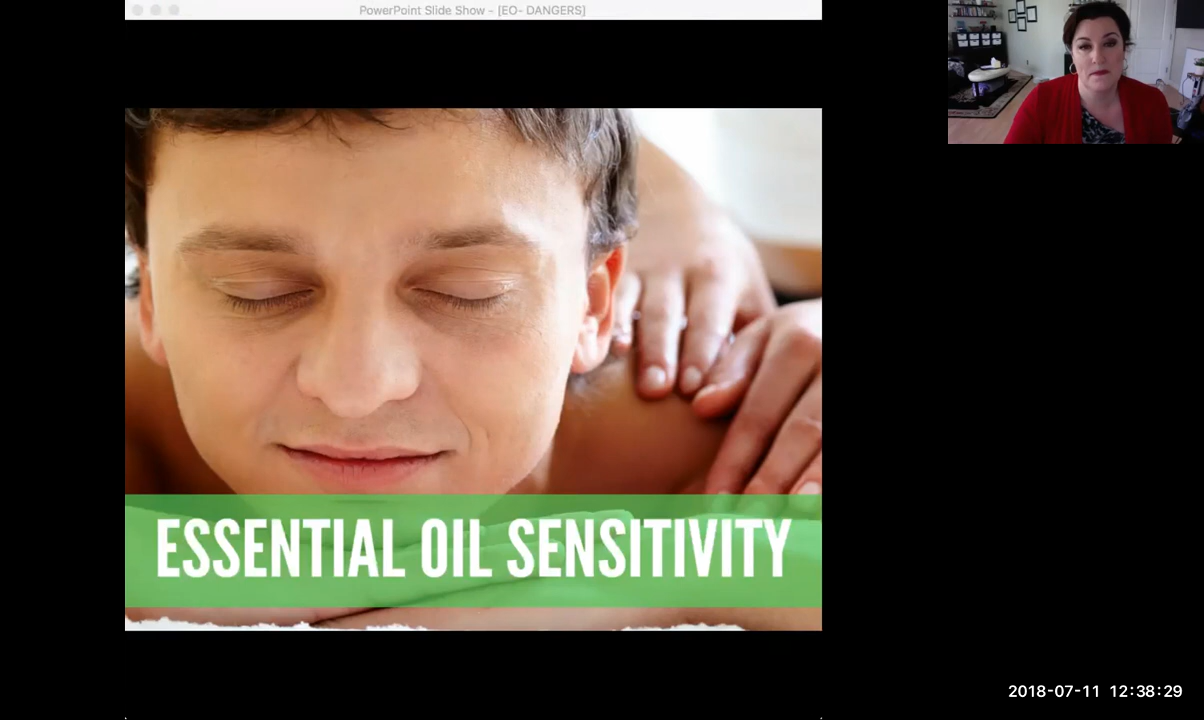 PowerPoint Slide Show - [EO- DANGERS]
ESSENTIAL OIL SENSITIVITY
2018-07-11 12:38:29